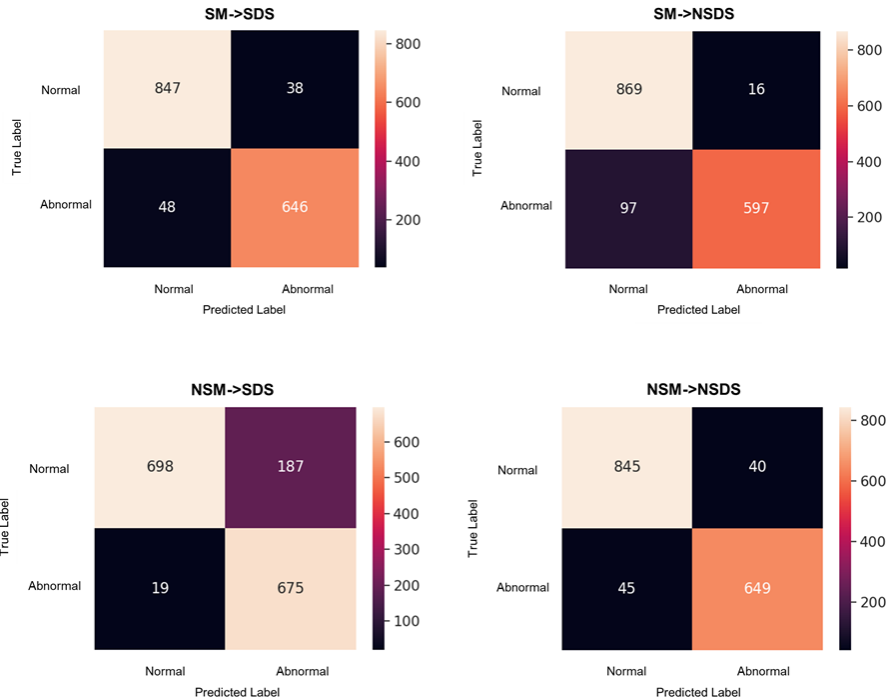 SM->SDS
Normal
847
38
800
600
400
200
True Label
Abnormal
48
646
Normal
Abnormal
Predicted Label
SM->NSDS
Normal
869
16
800
600
400
200
True Label
Abnormal
97
597
Normal
Abnormal
Predicted Label
NSM->SDS
Normal
698
187
600
500
400
300
200
100
True Label
Abnormal
19
675
Normal
Abnormal
Predicted Label
NSM->NSDS
Normal
845
40
800
600
400
200
True Label
Abnormal
45
649
Normal
Abnormal
Predicted Label